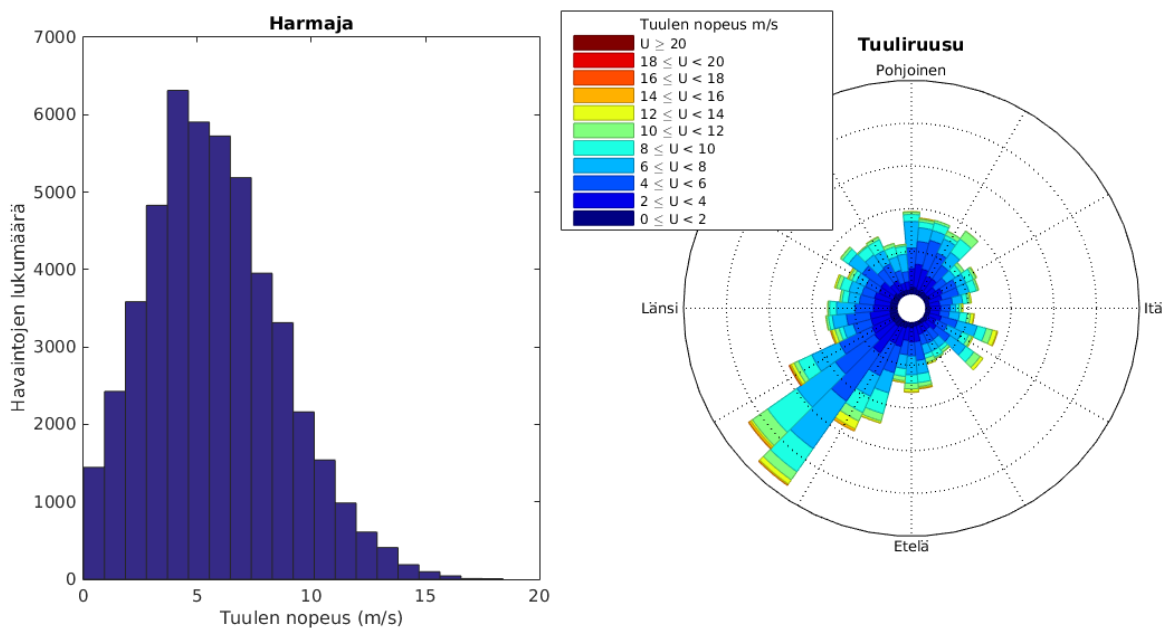 Harmaja
7000
6000
5000
4000
3000
2000
1000
0
Havaintojen lukumäärä
0
5
10
15
20
Tuulen nopeus (m/s)
Tuulen nopeus m/s
U ≥ 20
18 ≤ U < 20
16 ≤ U < 18
14 ≤ U < 16
12 ≤ U < 14
10 ≤ U < 12
8 ≤ U < 10
6 ≤ U < 8
4 ≤ U < 6
2 ≤ U < 4
0 ≤ U < 2
Tuuliruusu
Pohjoinen
Länsi
Itä
Etelä